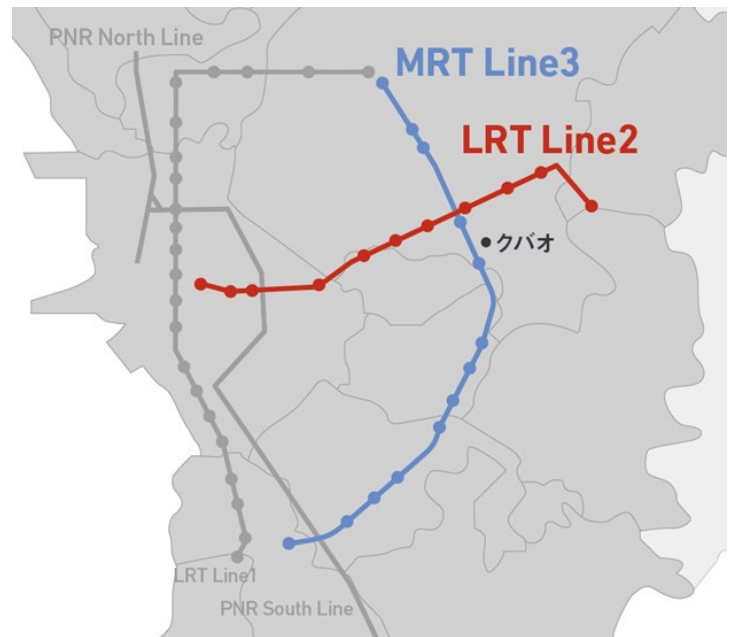 PNR North Line
MRT Line3
LRT Line2
クバオ
LRT Line1
PNR South Line